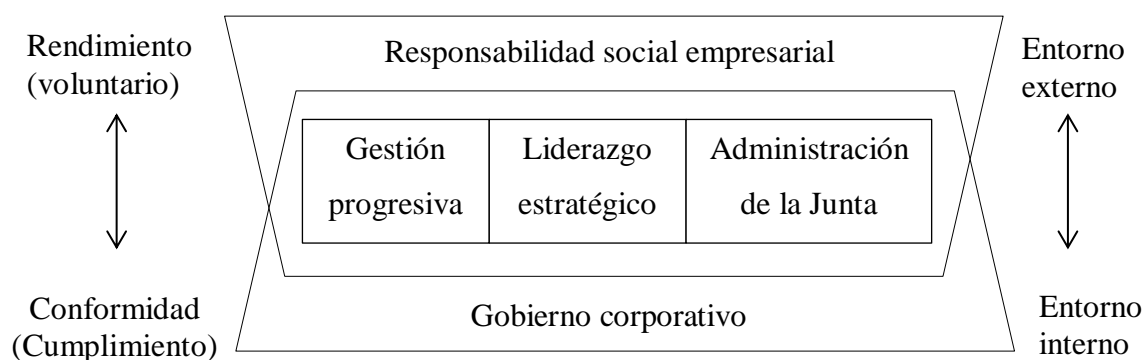 Rendimiento
(voluntario)
Responsabilidad social empresarial
Entorno
externo
Gestión
progresiva
Liderazgo
estratégico
Administración
de la Junta
Conformidad
(Cumplimiento)
Gobierno corporativo
Entorno
interno